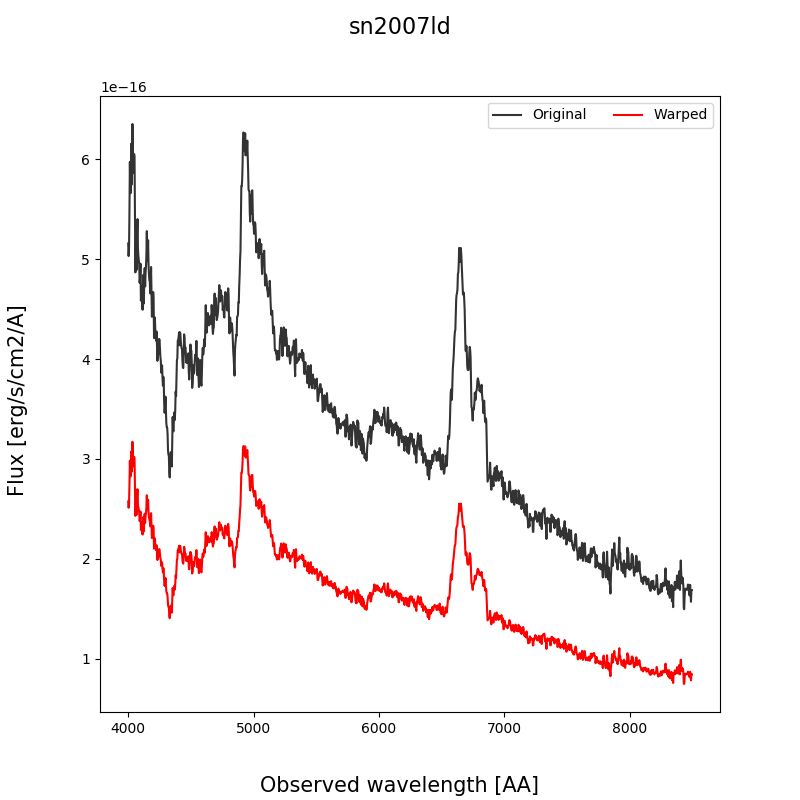 sn2007ld
1e−16
Original
Warped
6
5
4
3
2
1
Flux [erg/s/cm2/A]
4000 5000 6000 7000 8000
Observed wavelength [AA]